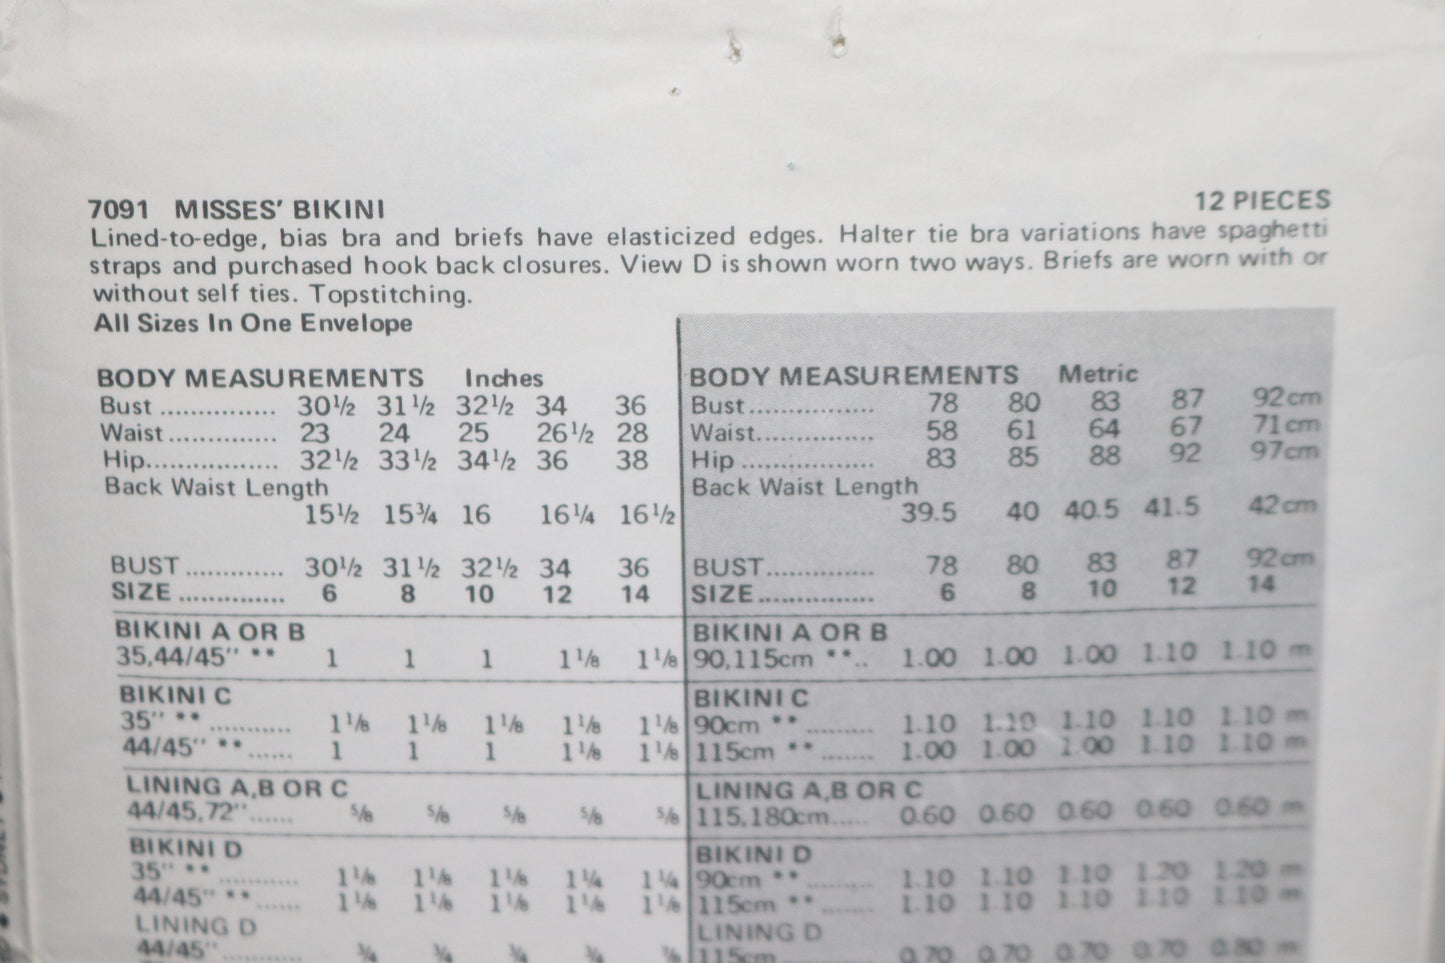 7091 MISSES' BIKINI 12 PIECES
Lined-to-edge, bias bra and briefs have elasticized edges. Halter tie bra variations have spaghetti
straps and purchased hook back closures. View D is shown worn two ways. Briefs are worn with or
without self ties. Topstitching.
All Sizes In One Envelope
BODY MEASUREMENTS Inches
Bust ............... 30½ 31½ 32½ 34 36
Waist .............. 23 24 25 26½ 28
Hip................. 32½ 33½ 34½ 36 38
Back Waist Length
15½ 15¾ 16 16¼ 16½
BUST ............. 30½ 31½ 32½ 34 36
SIZE .............. 6 8 10 12 14
BIKINI A OR B
35,44/45" ** 1 1 1 1⅛ 1⅛
BIKINI C
35" ** ........... 1⅛ 1⅛ 1⅛ 1⅛ 1⅛
44/45" ** ...... 1 1 1 1⅛ 1⅛
LINING A,B OR C
44/45,72"...... ⅝ ⅝ ⅝ ⅝ ⅝
BIKINI D
35" ** ........... 1⅛ 1⅛ 1⅛ 1¼ 1¼
44/45" ** ...... 1⅛ 1⅛ 1⅛ 1⅛ 1⅛
LINING D
44/45" ........... ¾ ¾ ¾ ¾ ⅞
BODY MEASUREMENTS Metric
Bust................ 78 80 83 87 92cm
Waist............... 58 61 64 67 71cm
Hip ................. 83 85 88 92 97cm
Back Waist Length
39.5 40 40.5 41.5 42cm
BUST.............. 78 80 83 87 92cm
SIZE............... 6 8 10 12 14
BIKINI A OR B
90,115cm **.. 1.00 1.00 1.00 1.10 1.10 m
BIKINI C
90cm ** ......... 1.10 1.10 1.10 1.10 1.10 m
115cm ** ....... 1.00 1.00 1.00 1.10 1.10 m
LINING A,B OR C
115,180cm..... 0.60 0.60 0.60 0.60 0.60 m
BIKINI D
90cm ** ......... 1.10 1.10 1.10 1.20 1.20 m
115cm ** ....... 1.10 1.10 1.10 1.10 1.10 m
LINING D
115cm ........... 0.70 0.70 0.70 0.70 0.80 m